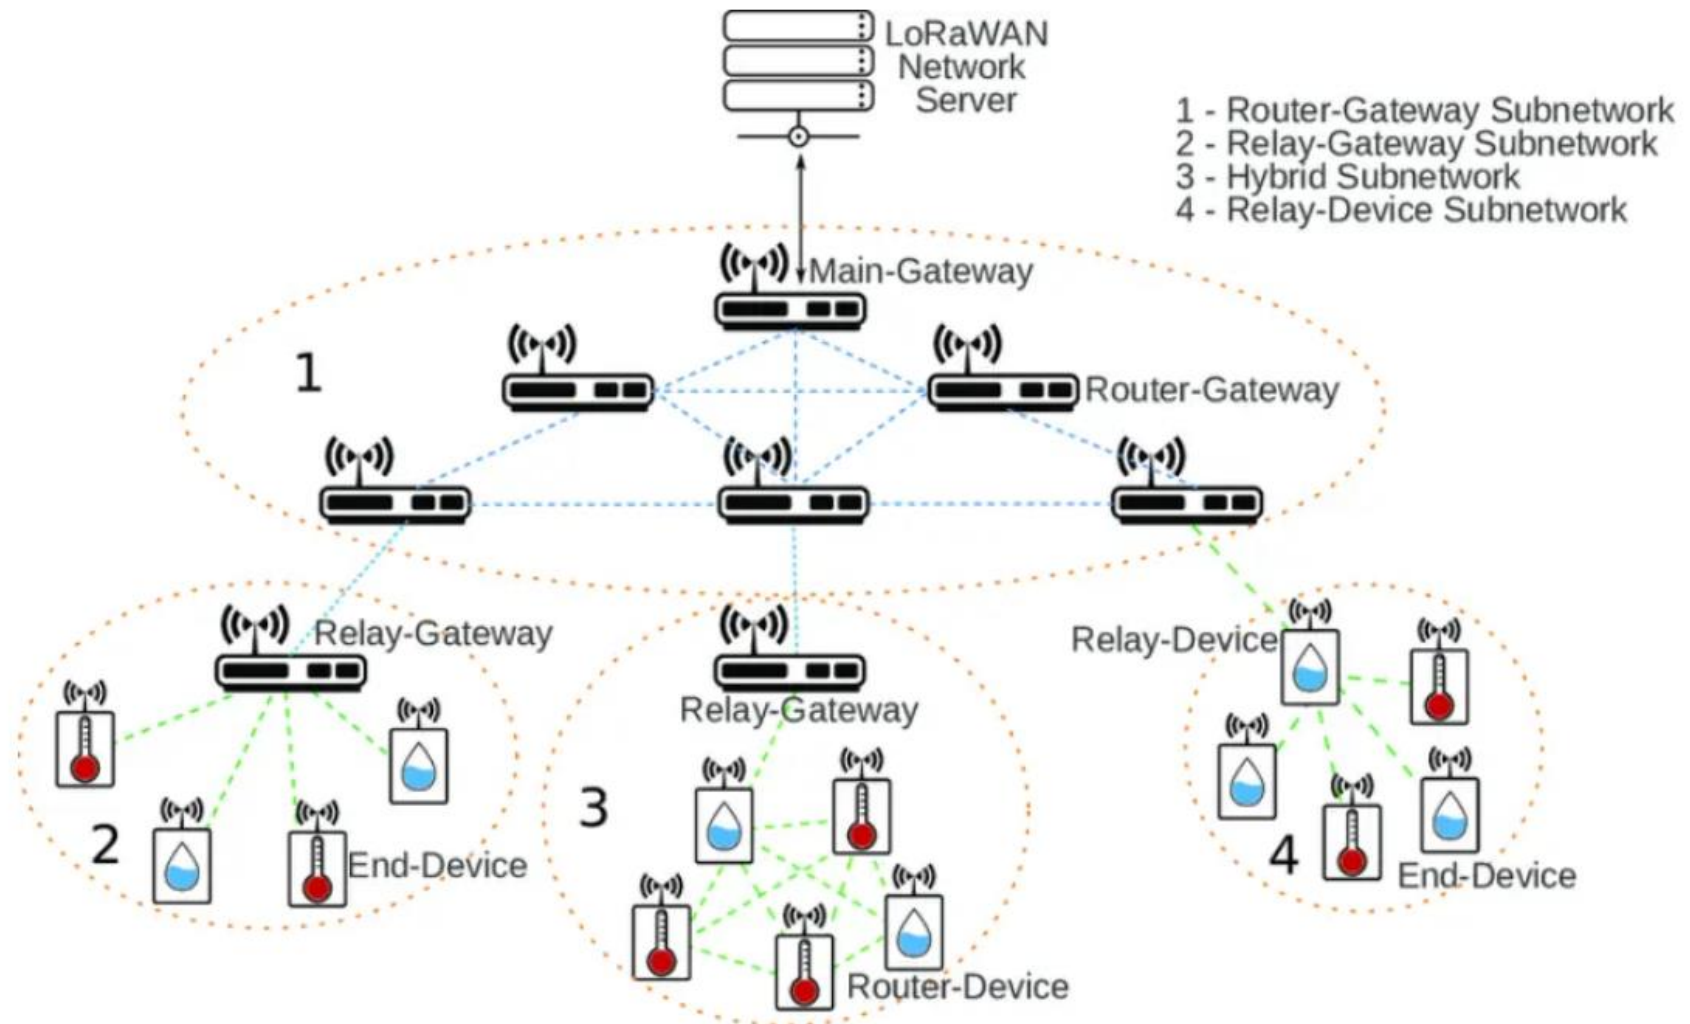 LoRaWAN
Network
Server
1 - Router-Gateway Subnetwork
2 - Relay-Gateway Subnetwork
3 - Hybrid Subnetwork
4 - Relay-Device Subnetwork
Main-Gateway
1
Router-Gateway
Relay-Gateway
Relay-Gateway
Relay-Device
2
End-Device
3
Router-Device
4
End-Device